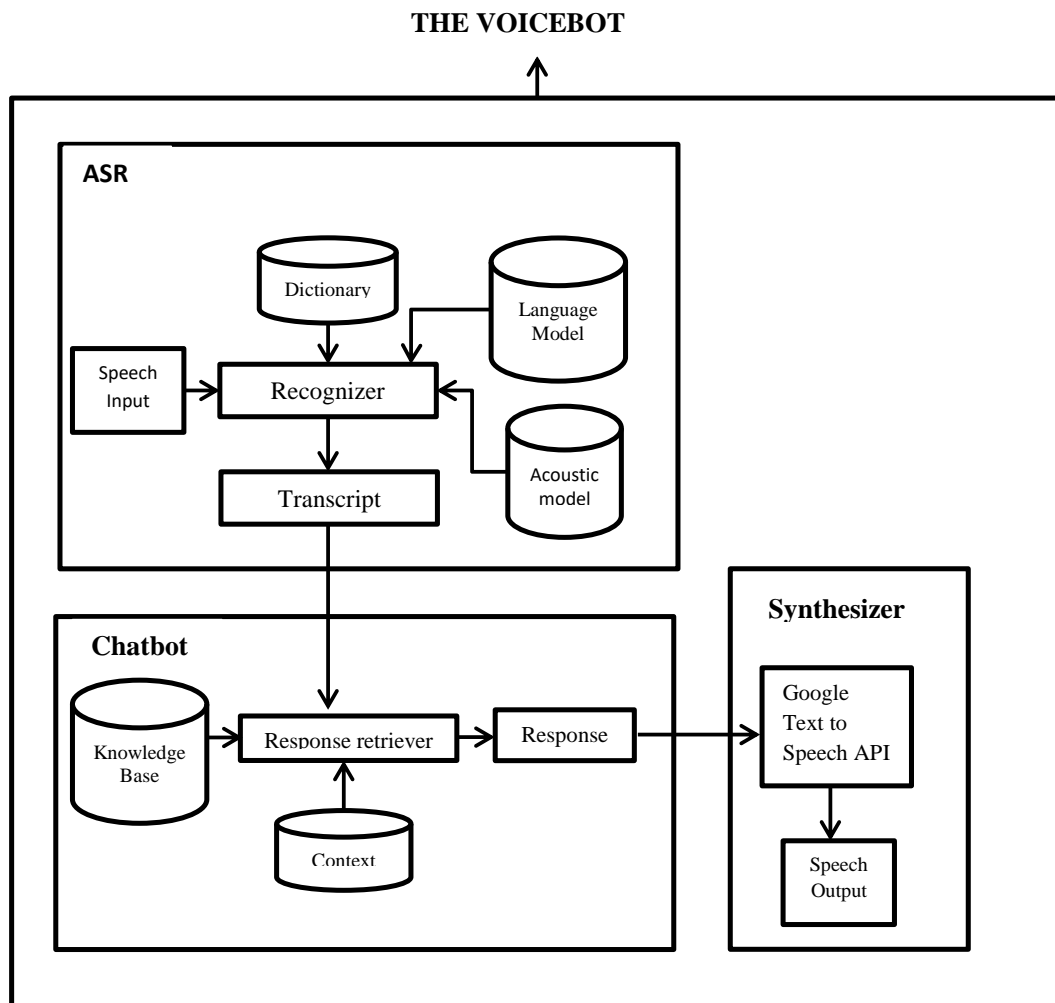 THE VOICEBOT
ASR
Dictionary
Language
Model
Speech
Input
Recognizer
Acoustic
model
Transcript
Synthesizer
Chatbot
Google
Text to
Speech API
Knowledge
Base
Response retriever
Response
Context
Speech
Output